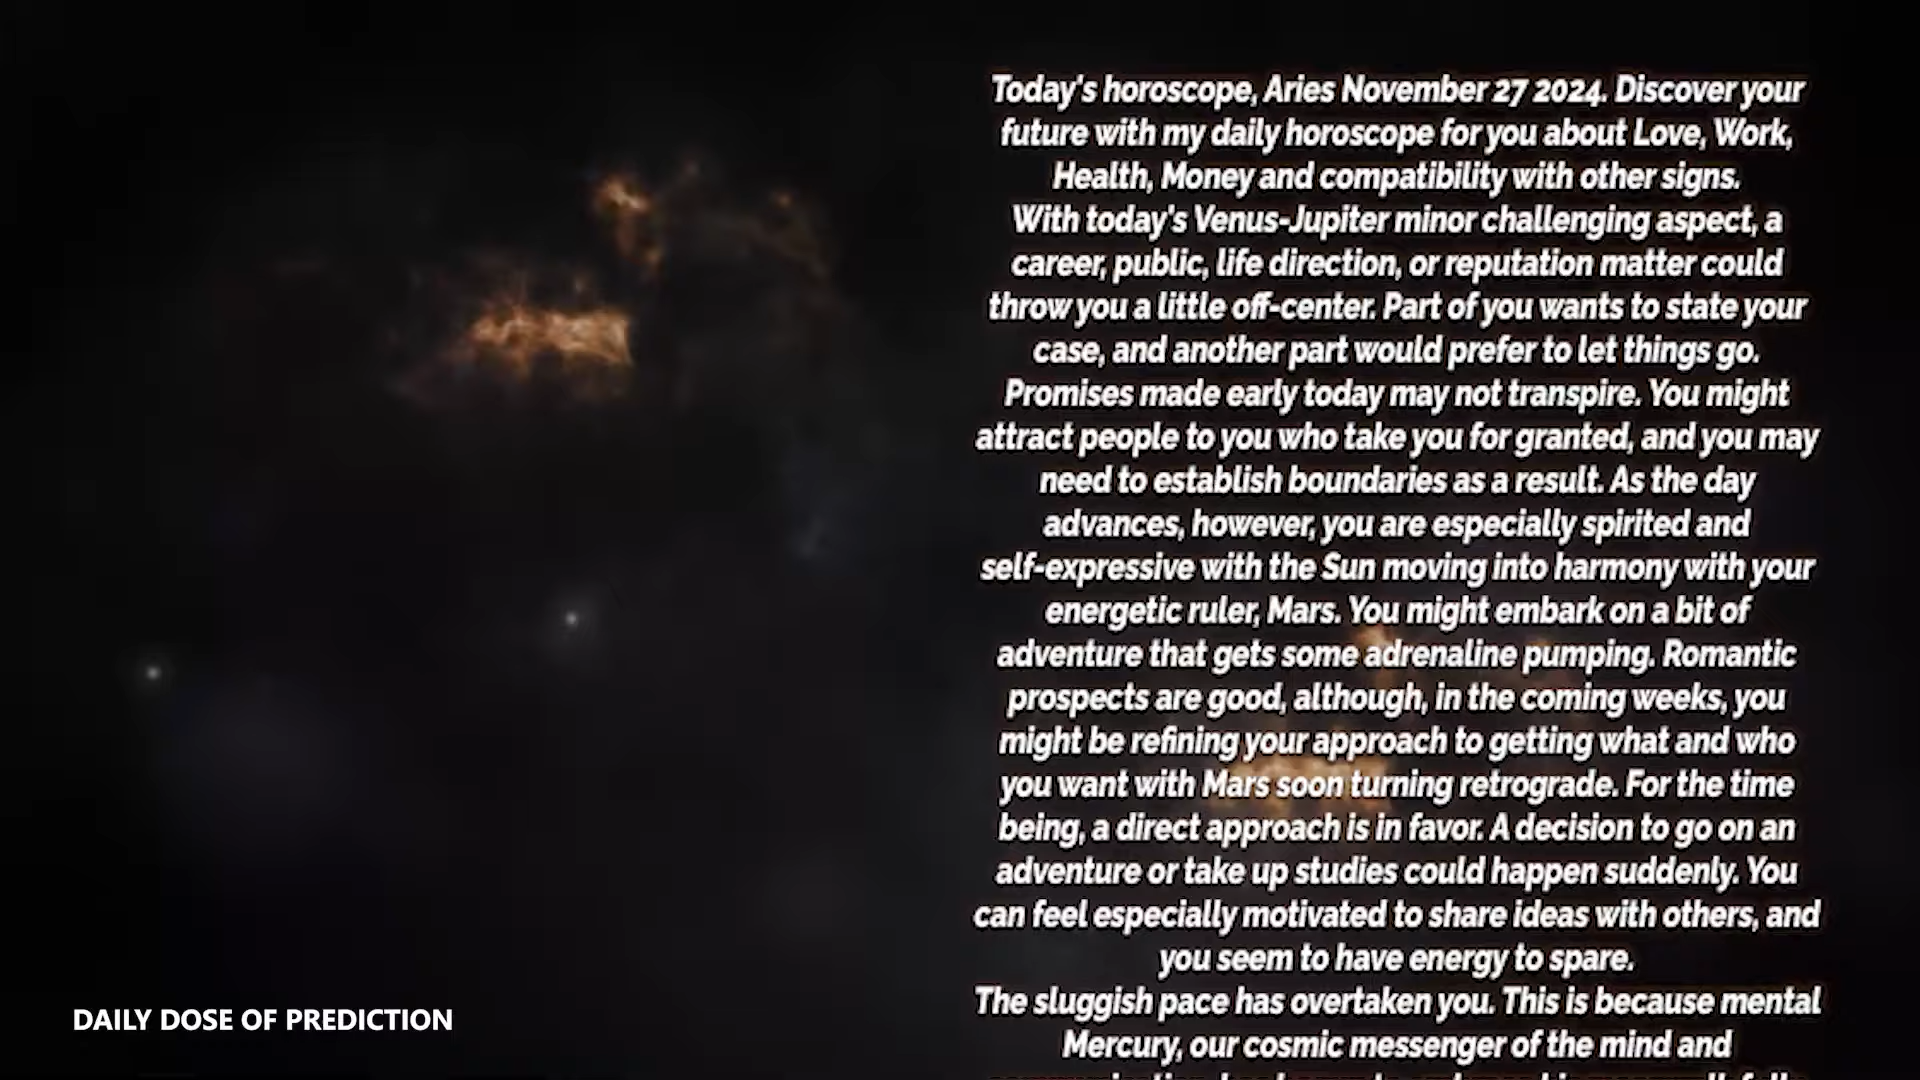 Today's horoscope, Aries November 27 2024. Discover your
future with my daily horoscope for you about Love, Work,
Health, Money and compatibility with other signs.
With today's Venus-Jupiter minor challenging aspect, a
career, public, life direction, or reputation matter could
throw you a little off-center. Part of you wants to state your
case, and another part would prefer to let things go.
Promises made early today may not transpire. You might
attract people to you who take you for granted, and you may
need to establish boundaries as a result. As the day
advances, however, you are especially spirited and
self-expressive with the Sun moving into harmony with your
energetic ruler, Mars. You might embark on a bit of
adventure that gets some adrenaline pumping. Romantic
prospects are good, although, in the coming weeks, you
might be refining your approach to getting what and who
you want with Mars soon turning retrograde. For the time
being, a direct approach is in favor. A decision to go on an
adventure or take up studies could happen suddenly. You
can feel especially motivated to share ideas with others, and
you seem to have energy to spare.
The sluggish pace has overtaken you. This is because mental
Mercury, our cosmic messenger of the mind and
DAILY DOSE OF PREDICTION